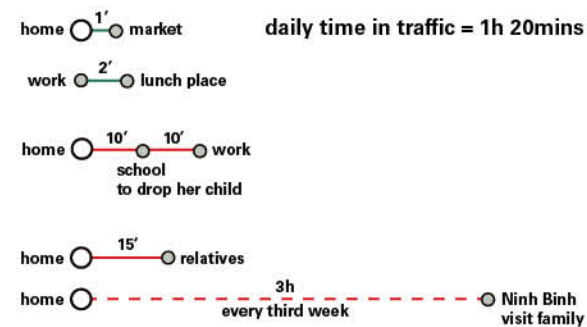 1′
home market daily time in traffic = 1h 20mins
2′
work lunch place
10′ 10′
home work
school
to drop her child
15′
home relatives
3h
home Ninh Binh
every third week visit family